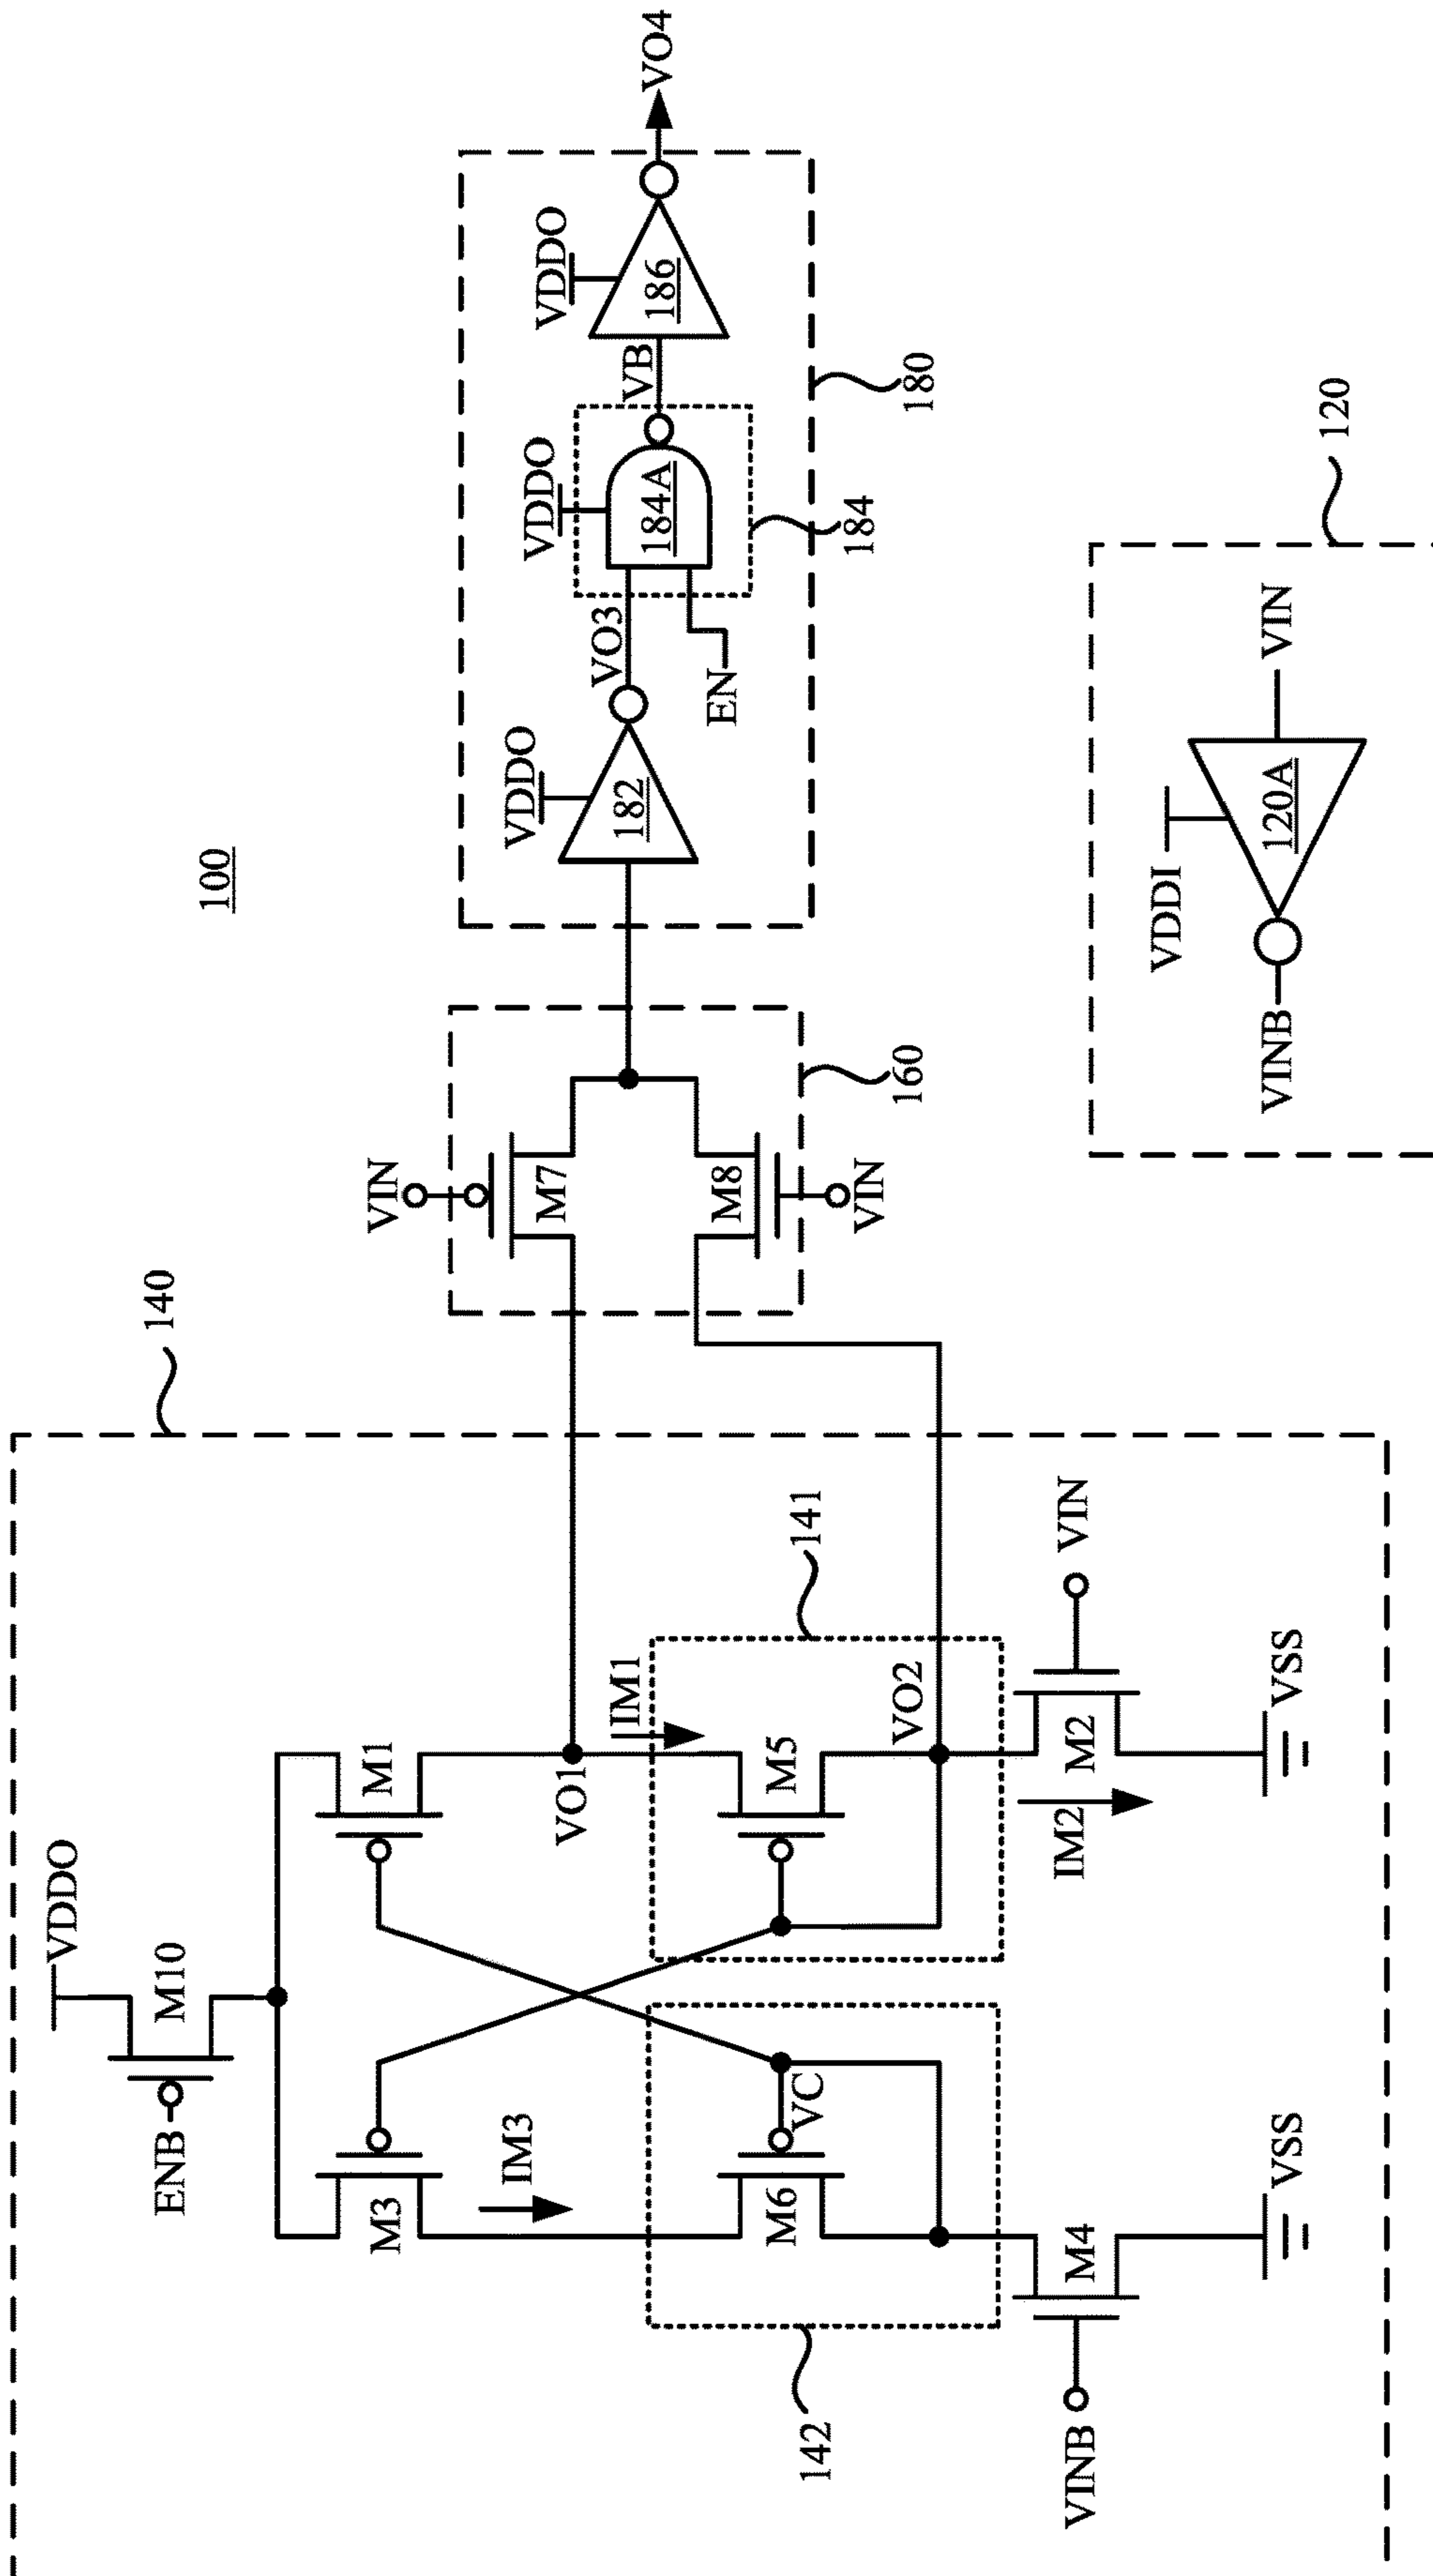 100
140
VDDO
ENB
M10
M3
M1
IM3
VO1
IM1
141
142
M6
VC
M5
VO2
VINB
M4
IM2
M2
VIN
VSS
VSS
VIN
M7
M8
VIN
160
VDDO
182
VO3
EN
VDDO
184A
184
VB
VDDO
186
180
VO4
120
VDDI
VINB
120A
VIN